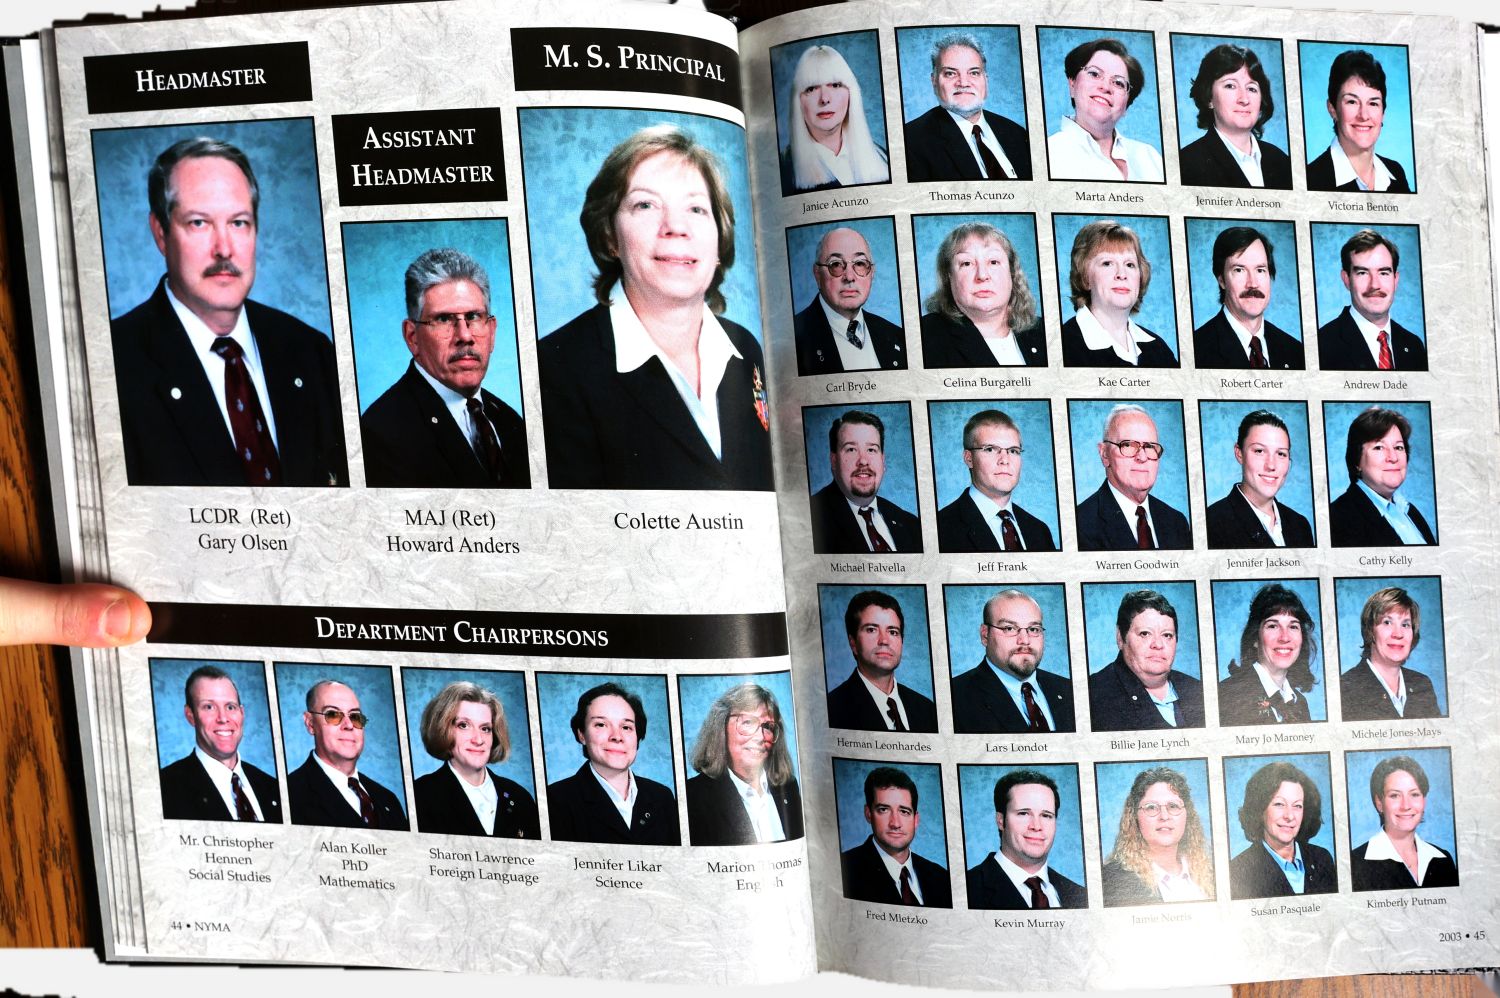 HEADMASTER
ASSISTANT
HEADMASTER
M. S. PRINCIPAL
LCDR (Ret)
Gary Olsen
MAJ (Ret)
Howard Anders
Colette Austin
DEPARTMENT CHAIRPERSONS
Mr. Christopher
Hennen
Social Studies
Alan Koller
PhD
Mathematics
Sharon Lawrence
Foreign Language
Jennifer Likar
Science
Marion Thomas
English
44 • NYMA
Janice Acunzo
Thomas Acunzo
Marta Anders
Jennifer Anderson
Victoria Benton
Carl Bryde
Celina Burgarelli
Kae Carter
Robert Carter
Andrew Dade
Michael Falvella
Jeff Frank
Warren Goodwin
Jennifer Jackson
Cathy Kelly
Herman Leonhardes
Lars Londot
Billie Jane Lynch
Mary Jo Maroney
Michele Jones-Mays
Fred Mletzko
Kevin Murray
Jamie Norris
Susan Pasquale
Kimberly Putnam
2003 • 45